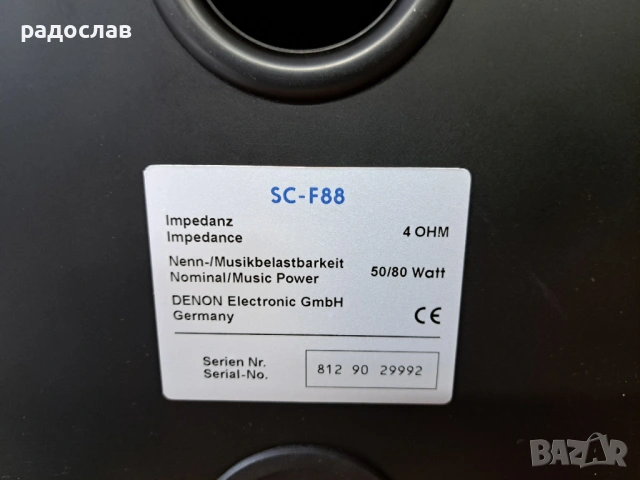 радослав
SC-F88
Impedanz
Impedance
4 OHM
Nenn-/Musikbelastbarkeit
Nominal/Music Power
50/80 Watt
DENON Electronic GmbH
Germany
CE
Serien Nr.
Serial-No.
812 90 29992
BAZAR